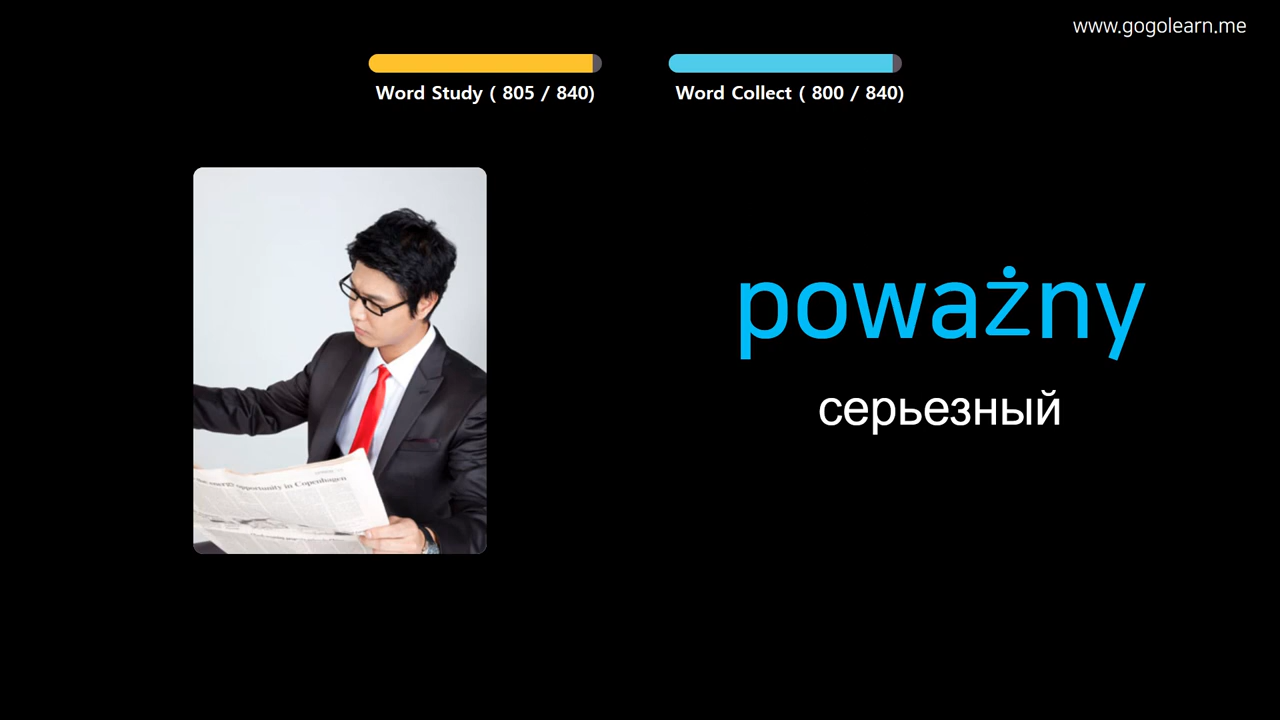 www.gogolearn.me
Word Study ( 805 / 840)
Word Collect ( 800 / 840)
poważny
серьезный
opportunity in Copenhagen